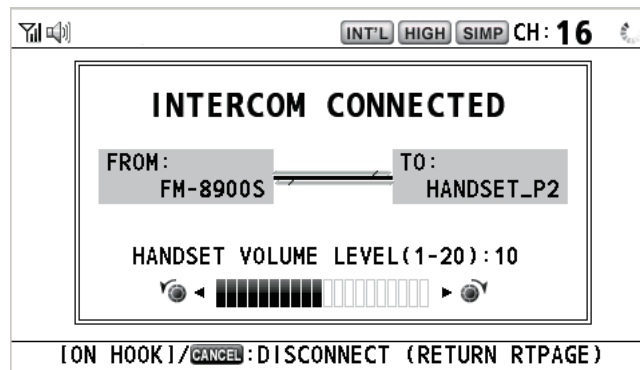 INT'L HIGH SIMP CH: 16
INTERCOM CONNECTED
FROM:
FM-8900S
TO:
HANDSET_P2
HANDSET VOLUME LEVEL(1-20):10
[ON HOOK]/CANCEL:DISCONNECT (RETURN RTPAGE)